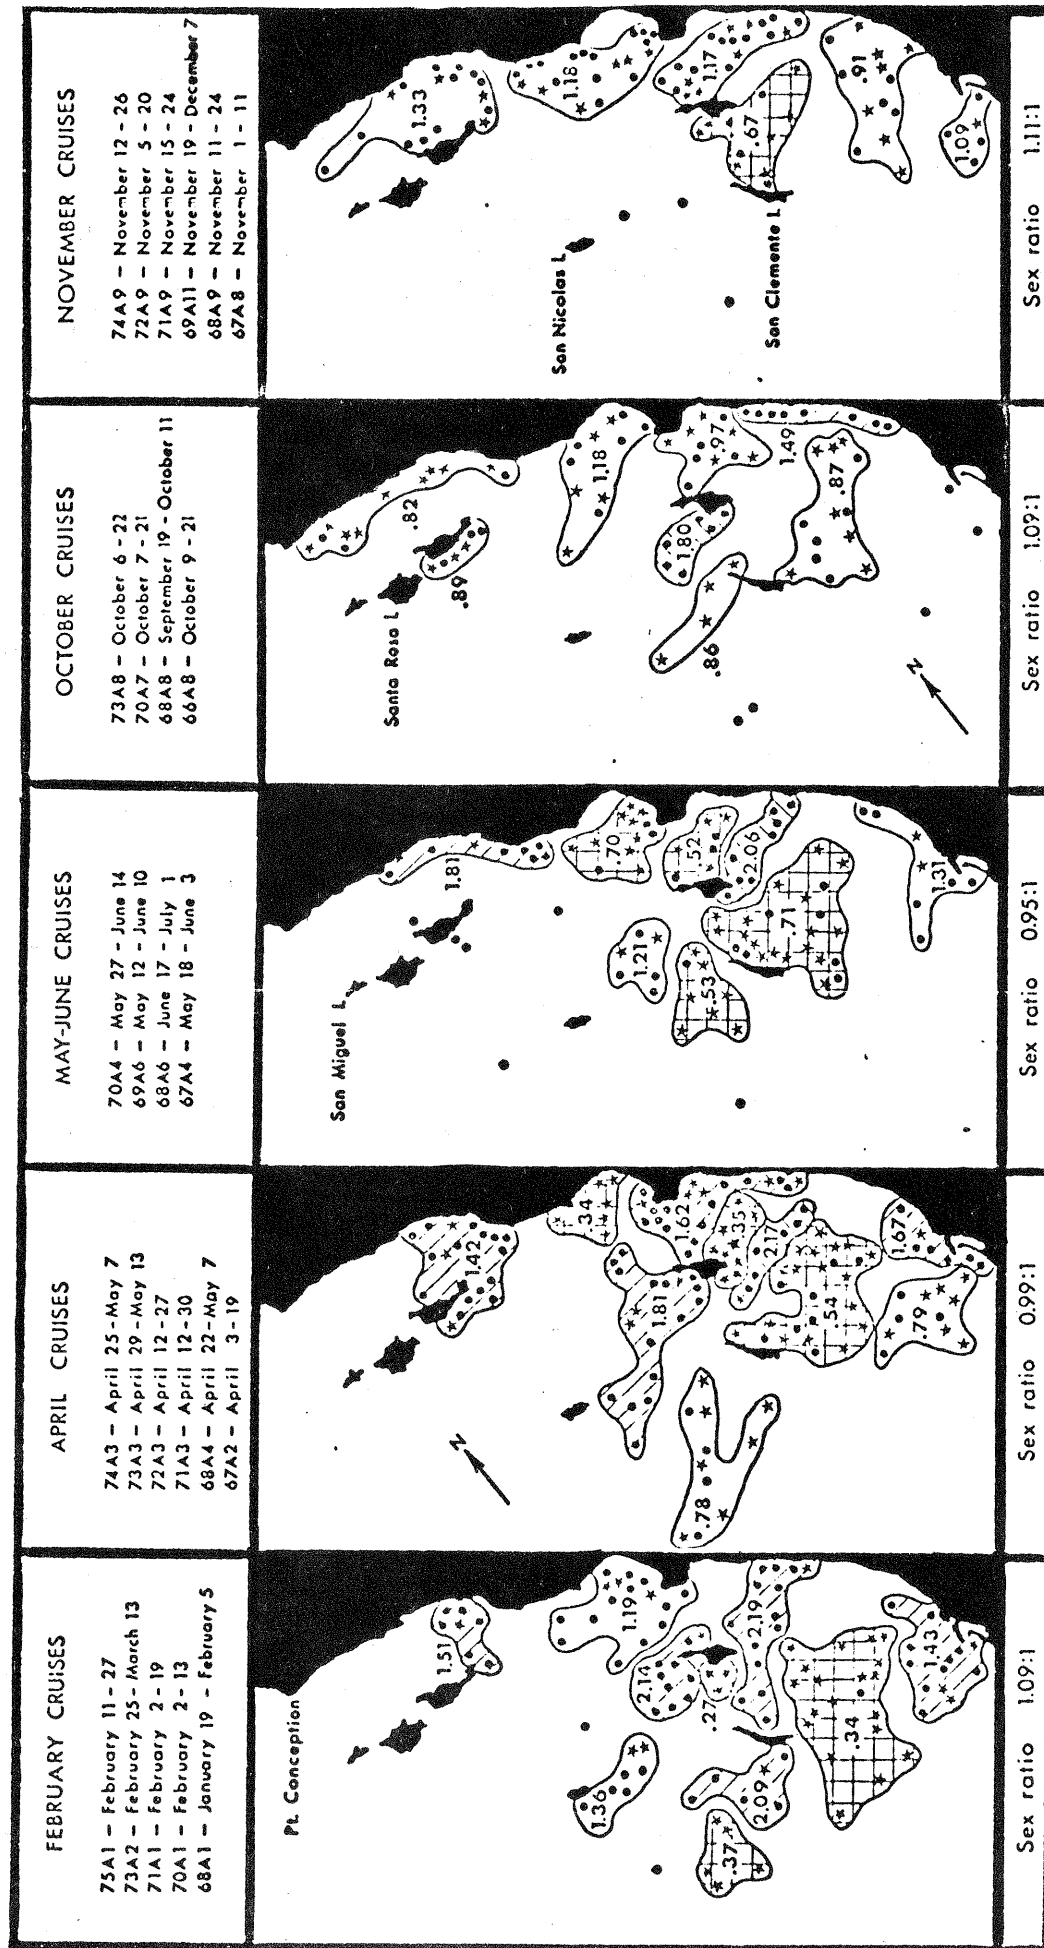 FEBRUARY CRUISES
75A1 – February 11 - 27
73A2 – February 25 - March 13
71A1 – February 2 - 19
70A1 – February 2 - 13
68A1 – January 19 - February 5
Pt. Conception
1.51
1.19
2.14
.27
2.19
1.36
2.09
.37
.34
1.43
Sex ratio 1.09:1
APRIL CRUISES
74A3 – April 25 - May 7
73A3 – April 29 - May 13
72A3 – April 12 - 27
71A3 – April 12 - 30
68A4 – April 22 - May 7
67A2 – April 3 - 19
N
1.42
.34
1.62
1.81
.35
2.17
.54
.78
1.67
.79
Sex ratio 0.99:1
MAY-JUNE CRUISES
70A4 – May 27 - June 14
69A6 – May 12 - June 10
68A6 – June 17 - July 1
67A4 – May 18 - June 3
San Miguel I.
1.81
.70
.52
2.06
1.21
.53
.71
1.31
Sex ratio 0.95:1
OCTOBER CRUISES
73A8 – October 6 - 22
70A7 – October 7 - 21
68A8 – September 19 - October 11
66A8 – October 9 - 21
Santa Rosa I.
.82
.89
1.18
.97
1.80
1.49
.86
.87
N
Sex ratio 1.09:1
NOVEMBER CRUISES
74A9 – November 12 - 26
72A9 – November 5 - 20
71A9 – November 15 - 24
69A11 – November 19 - December 7
68A9 – November 11 - 24
67A8 – November 1 - 11
1.33
1.18
San Nicolas I.
1.17
.67
San Clemente I.
.91
1.09
Sex ratio 1.11:1